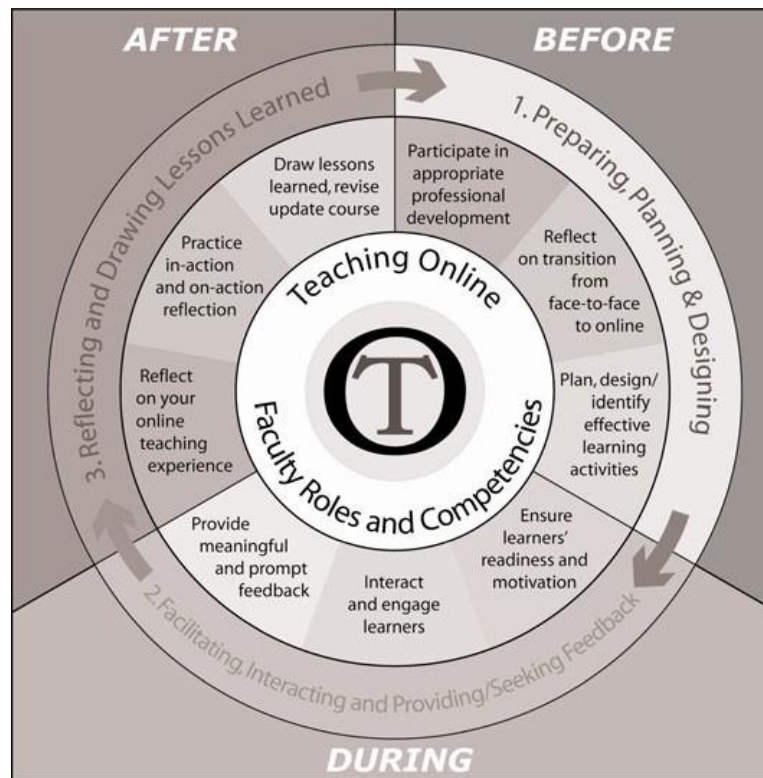 AFTER
BEFORE
1. Preparing, Planning & Designing
Participate in
appropriate
professional
development
Reflect
on transition
from
face-to-face
to online
Plan, design/
identify
effective
learning
activities
2. Facilitating, Interacting and Providing/Seeking Feedback
Ensure
learners'
readiness and
motivation
Interact
and engage
learners
Provide
meaningful
and prompt
feedback
3. Reflecting and Drawing Lessons Learned
Reflect
on your
online
teaching
experience
Practice
in-action
and on-action
reflection
Draw lessons
learned, revise
update course
Teaching Online
OT
Faculty Roles and Competencies
DURING